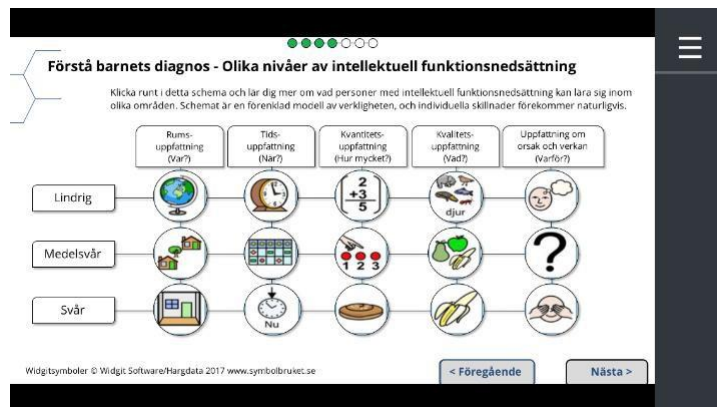 Förstå barnets diagnos - Olika nivåer av intellektuell funktionsnedsättning
Klicka runt i detta schema och lär dig mer om vad personer med intellektuell funktionsnedsättning kan lära sig inom
olika områden. Schemat är en förenklad modell av verkligheten, och individuella skillnader förekommer naturligvis.
Rums-
uppfattning
(Var?)
Tids-
uppfattning
(När?)
Kvantitets-
uppfattning
(Hur mycket?)
Kvalitets-
uppfattning
(Vad?)
Uppfattning om
orsak och verkan
(Varför?)
Lindrig
2
+3
5
djur
Medelsvår
1 2 3
?
Svår
Nu
Widgitsymboler © Widgit Software/Hargdata 2017 www.symbolbruket.se
< Föregående
Nästa >